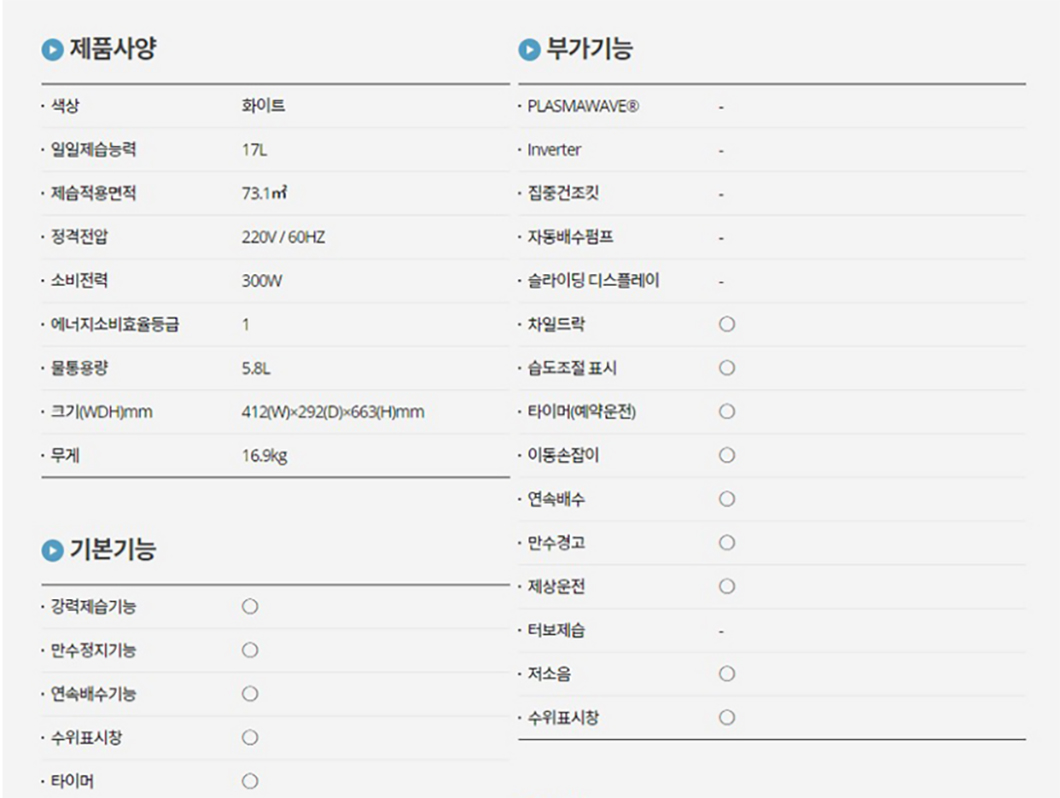 제품사양
· 색상 화이트
· 일일제습능력 17L
· 제습적용면적 73.1㎡
· 정격전압 220V / 60HZ
· 소비전력 300W
· 에너지소비효율등급 1
· 물통용량 5.8L
· 크기(WDH)mm 412(W)×292(D)×663(H)mm
· 무게 16.9kg
기본기능
· 강력제습기능 ○
· 만수정지기능 ○
· 연속배수기능 ○
· 수위표시창 ○
· 타이머 ○
부가기능
· PLASMAWAVE® -
· Inverter -
· 집중건조킷 -
· 자동배수펌프 -
· 슬라이딩 디스플레이 -
· 차일드락 ○
· 습도조절 표시 ○
· 타이머(예약운전) ○
· 이동손잡이 ○
· 연속배수 ○
· 만수경고 ○
· 제상운전 ○
· 터보제습 -
· 저소음 ○
· 수위표시창 ○